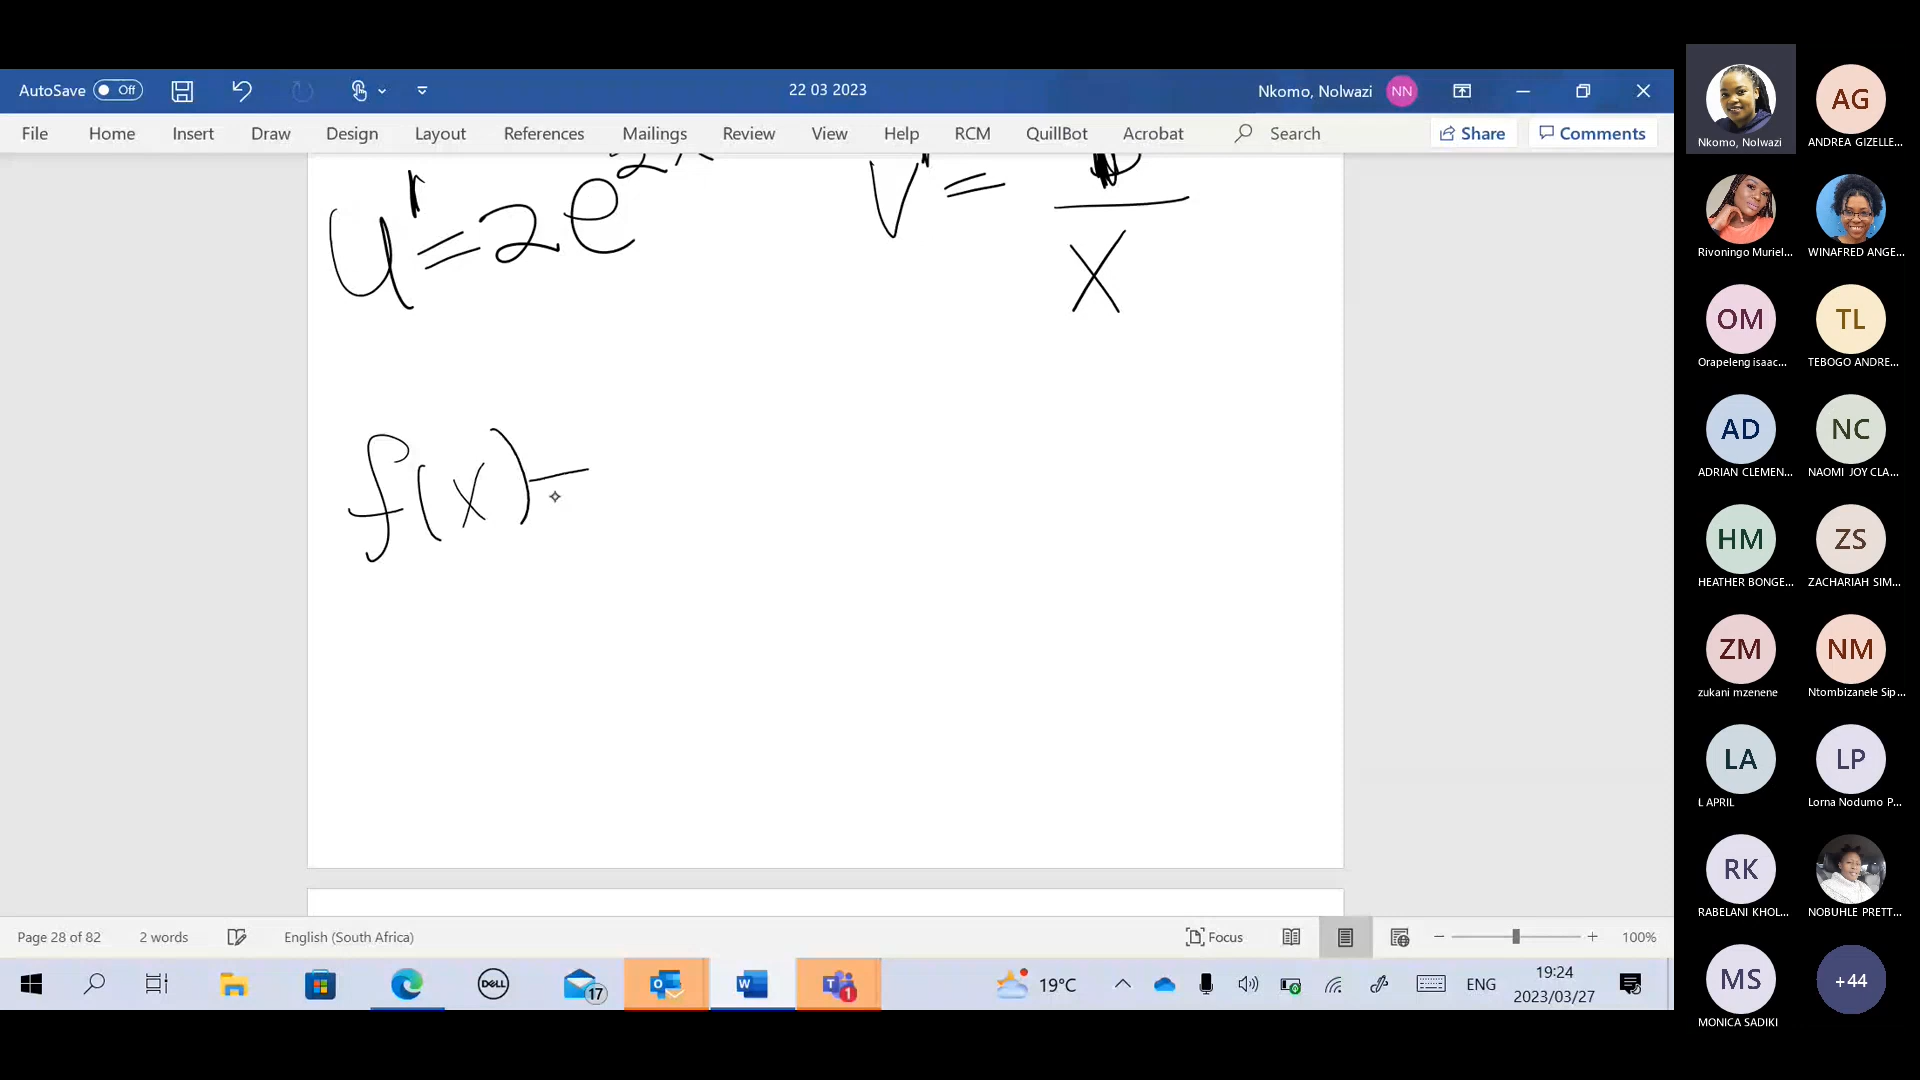 AutoSave Off 22 03 2023 Nkomo, Nolwazi NN
File Home Insert Draw Design Layout References Mailings Review View Help RCM QuillBot Acrobat Search Share Comments
u' = 2e^2x v' =
x
f(x)
Nkomo, Nolwazi
AG
ANDREA GIZELLE...
Rivoningo Muriel...
WINAFRED ANGE...
OM
Orapeleng isaac...
TL
TEBOGO ANDRE...
AD
ADRIAN CLEMEN...
NC
NAOMI JOY CLA...
HM
HEATHER BONGE...
ZS
ZACHARIAH SIM...
ZM
zukani mzenene
NM
Ntombizanele Sip...
LA
L APRIL
LP
Lorna Nodumo P...
RK
RABELANI KHOL...
NOBUHLE PRETT...
MS
MONICA SADIKI
+44
Page 28 of 82 2 words English (South Africa) Focus 100%
DELL 17 1 19°C ENG 19:24
2023/03/27